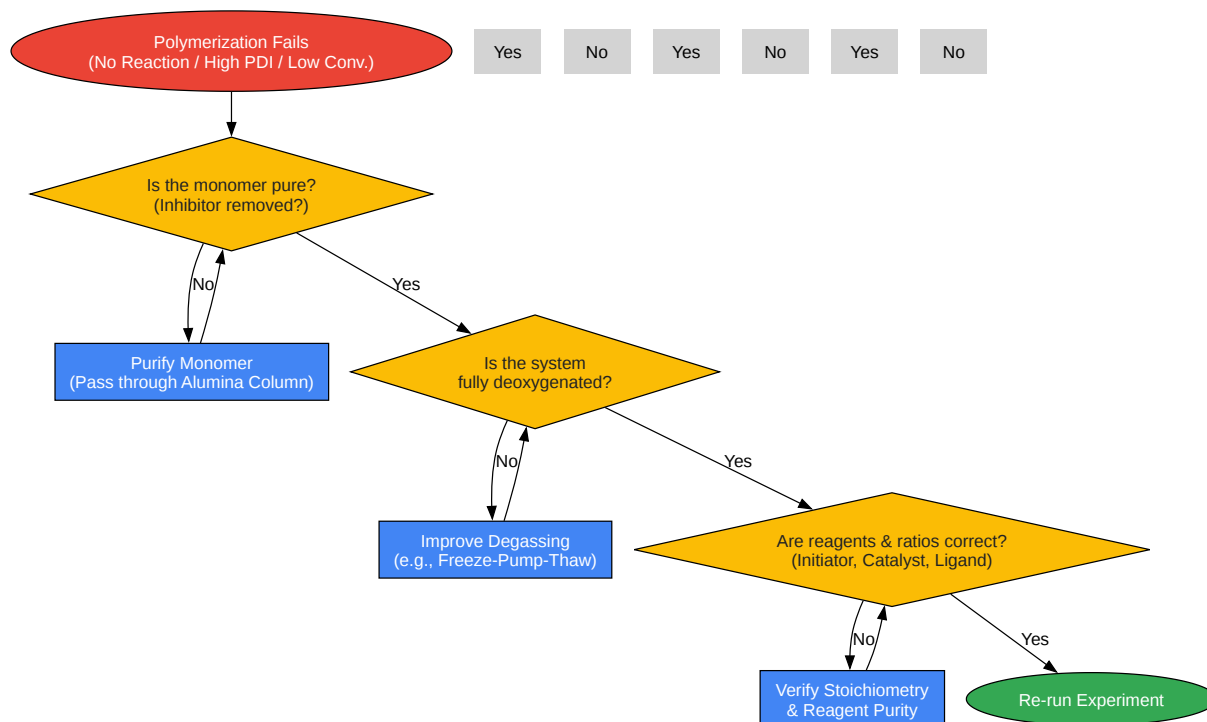 Polymerization Fails
(No Reaction / High PDI / Low Conv.)
Yes
No
Yes
No
Yes
No
Is the monomer pure?
(Inhibitor removed?)
No
Yes
Purify Monomer
(Pass through Alumina Column)
Is the system
fully deoxygenated?
No
Yes
Improve Degassing
(e.g., Freeze-Pump-Thaw)
Are reagents & ratios correct?
(Initiator, Catalyst, Ligand)
No
Yes
Verify Stoichiometry
& Reagent Purity
Re-run Experiment